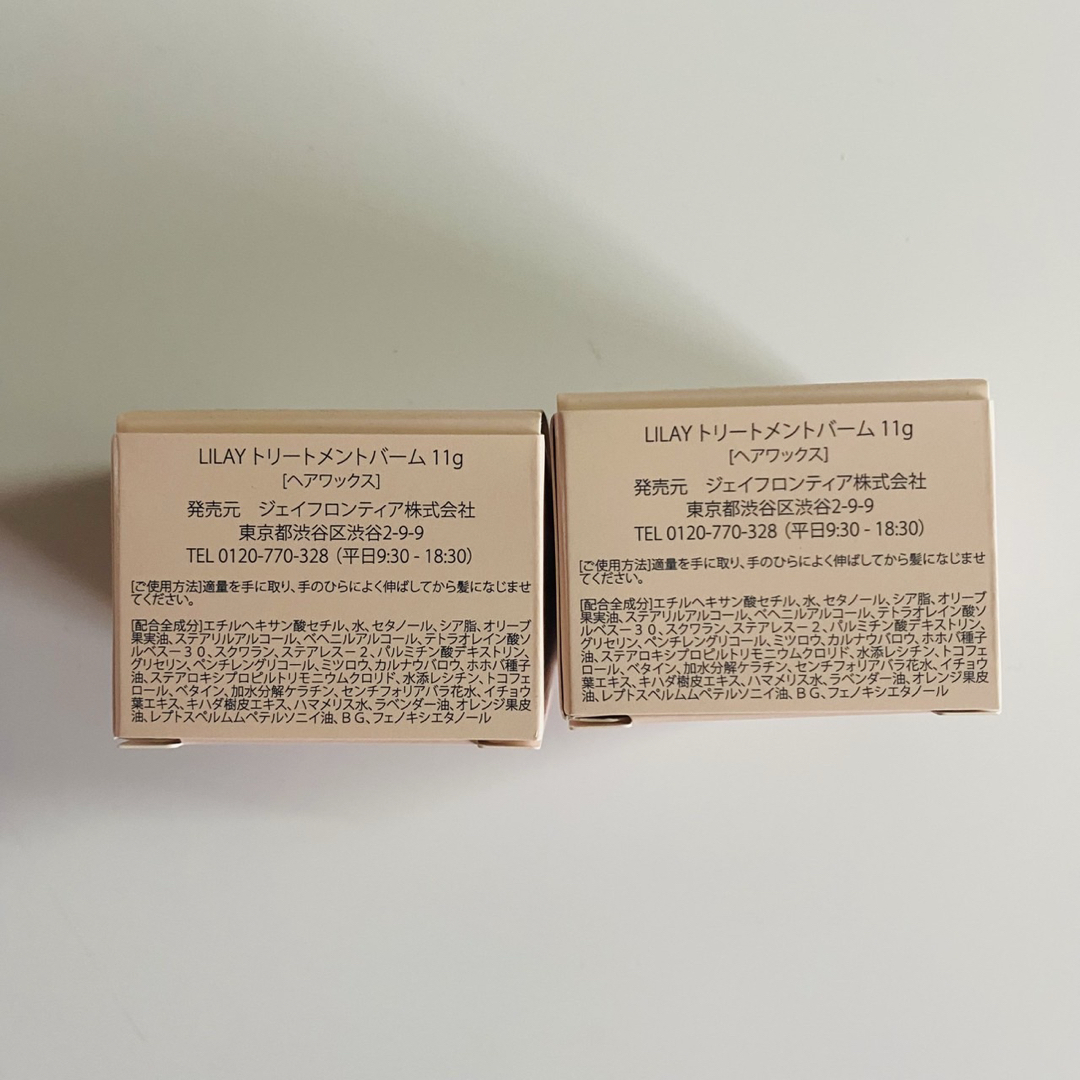 LILAY トリートメントバーム 11g
[ヘアワックス]
発売元　ジェイフロンティア株式会社
東京都渋谷区渋谷2-9-9
TEL 0120-770-328（平日9:30 - 18:30）
[ご使用方法]適量を手に取り、手のひらによく伸ばしてから髪になじませ
てください。
[配合全成分]エチルヘキサン酸セチル、水、セタノール、シア脂、オリーブ
果実油、ステアリルアルコール、ベヘニルアルコール、テトラオレイン酸ソ
ルベスー３０、スクワラン、ステアレスー２、パルミチン酸デキストリン、
グリセリン、ペンチレングリコール、ミツロウ、カルナウバロウ、ホホバ種子
油、ステアロキシプロピルトリモニウムクロリド、水添レシチン、トコフェ
ロール、ベタイン、加水分解ケラチン、センチフォリアバラ花水、イチョウ
葉エキス、キハダ樹皮エキス、ハマメリス水、ラベンダー油、オレンジ果皮
油、レプトスペルムムペテルソニイ油、ＢＧ、フェノキシエタノール
LILAY トリートメントバーム 11g
[ヘアワックス]
発売元　ジェイフロンティア株式会社
東京都渋谷区渋谷2-9-9
TEL 0120-770-328（平日9:30 - 18:30）
[ご使用方法]適量を手に取り、手のひらによく伸ばしてから髪になじませ
てください。
[配合全成分]エチルヘキサン酸セチル、水、セタノール、シア脂、オリーブ
果実油、ステアリルアルコール、ベヘニルアルコール、テトラオレイン酸ソ
ルベスー３０、スクワラン、ステアレスー２、パルミチン酸デキストリン、
グリセリン、ペンチレングリコール、ミツロウ、カルナウバロウ、ホホバ種子
油、ステアロキシプロピルトリモニウムクロリド、水添レシチン、トコフェ
ロール、ベタイン、加水分解ケラチン、センチフォリアバラ花水、イチョウ
葉エキス、キハダ樹皮エキス、ハマメリス水、ラベンダー油、オレンジ果皮
油、レプトスペルムムペテルソニイ油、ＢＧ、フェノキシエタノール